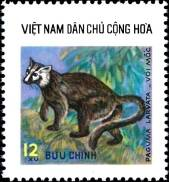 VIỆT NAM DÂN CHỦ CỘNG HÒA
PAGUMA LARVATA _ VÒI MỐC
12
XU
BƯU CHÍNH